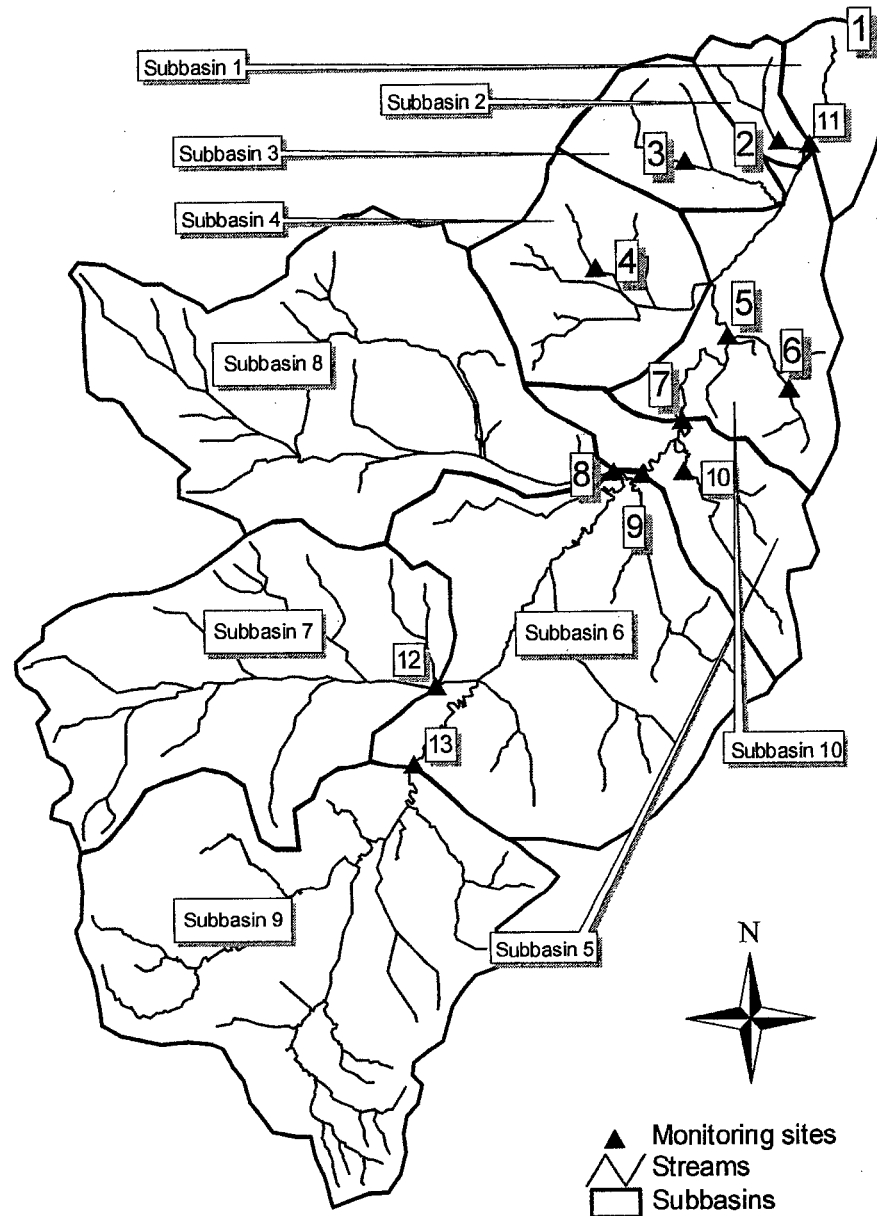 1
Subbasin 1
Subbasin 2
11
2
Subbasin 3
3
Subbasin 4
4
5
6
Subbasin 8
7
8
10
9
Subbasin 7
Subbasin 6
12
13
Subbasin 10
Subbasin 9
Subbasin 5
N
Monitoring sites
Streams
Subbasins